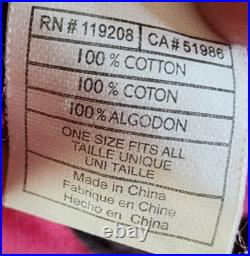 RN # 119208 CA # 51986
100% COTTON
100% COTON
100% ALGODON
ONE SIZE FITS ALL
TAILLE UNIQUE
UNI TAILLE
Made in China
Fabrique en Chine
Hecho en China